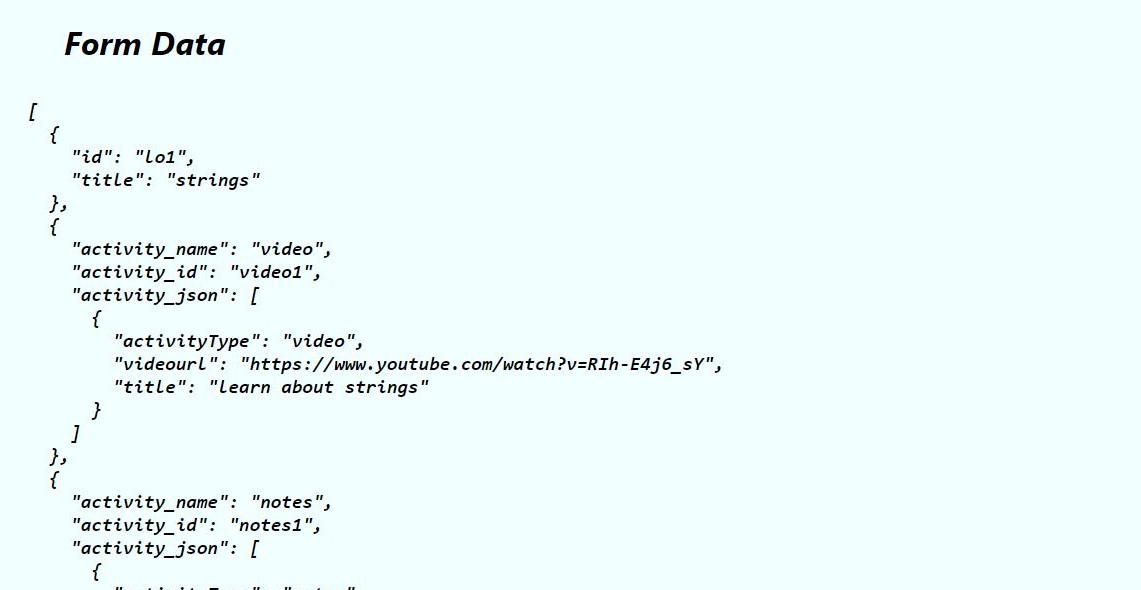 Form Data
[
  {
    "id": "lo1",
    "title": "strings"
  },
  {
    "activity_name": "video",
    "activity_id": "video1",
    "activity_json": [
      {
        "activityType": "video",
        "videourl": "https://www.youtube.com/watch?v=RIh-E4j6_sY",
        "title": "learn about strings"
      }
    ]
  },
  {
    "activity_name": "notes",
    "activity_id": "notes1",
    "activity_json": [
      {